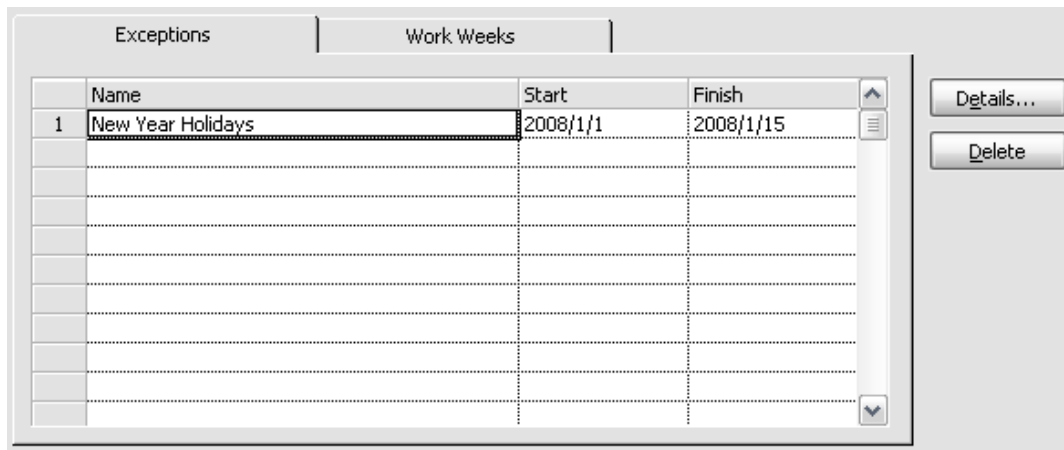 Exceptions Work Weeks
Name Start Finish
1 New Year Holidays 2008/1/1 2008/1/15
Details...
Delete